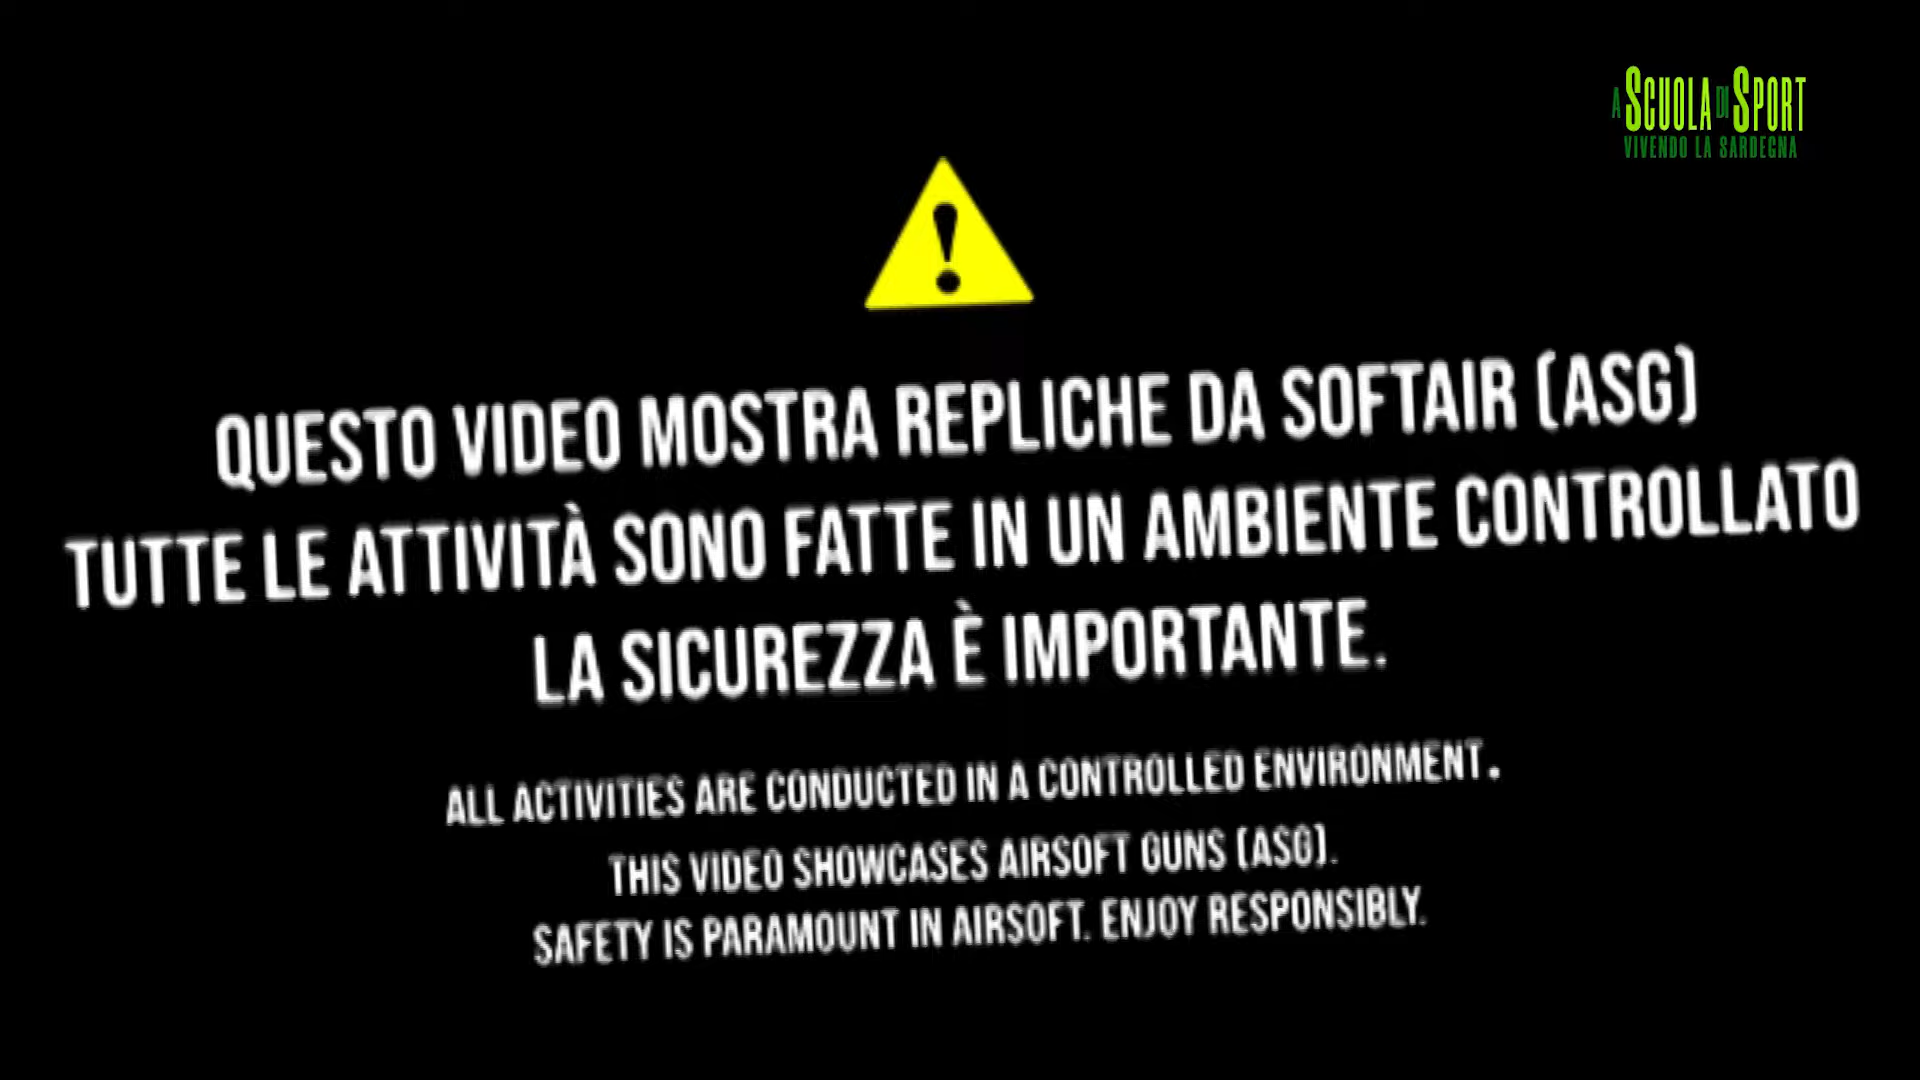 A SCUOLA DI SPORT
VIVENDO LA SARDEGNA
!
QUESTO VIDEO MOSTRA REPLICHE DA SOFTAIR (ASG)
TUTTE LE ATTIVITÀ SONO FATTE IN UN AMBIENTE CONTROLLATO
LA SICUREZZA È IMPORTANTE.
ALL ACTIVITIES ARE CONDUCTED IN A CONTROLLED ENVIRONMENT.
THIS VIDEO SHOWCASES AIRSOFT GUNS (ASG).
SAFETY IS PARAMOUNT IN AIRSOFT. ENJOY RESPONSIBLY.